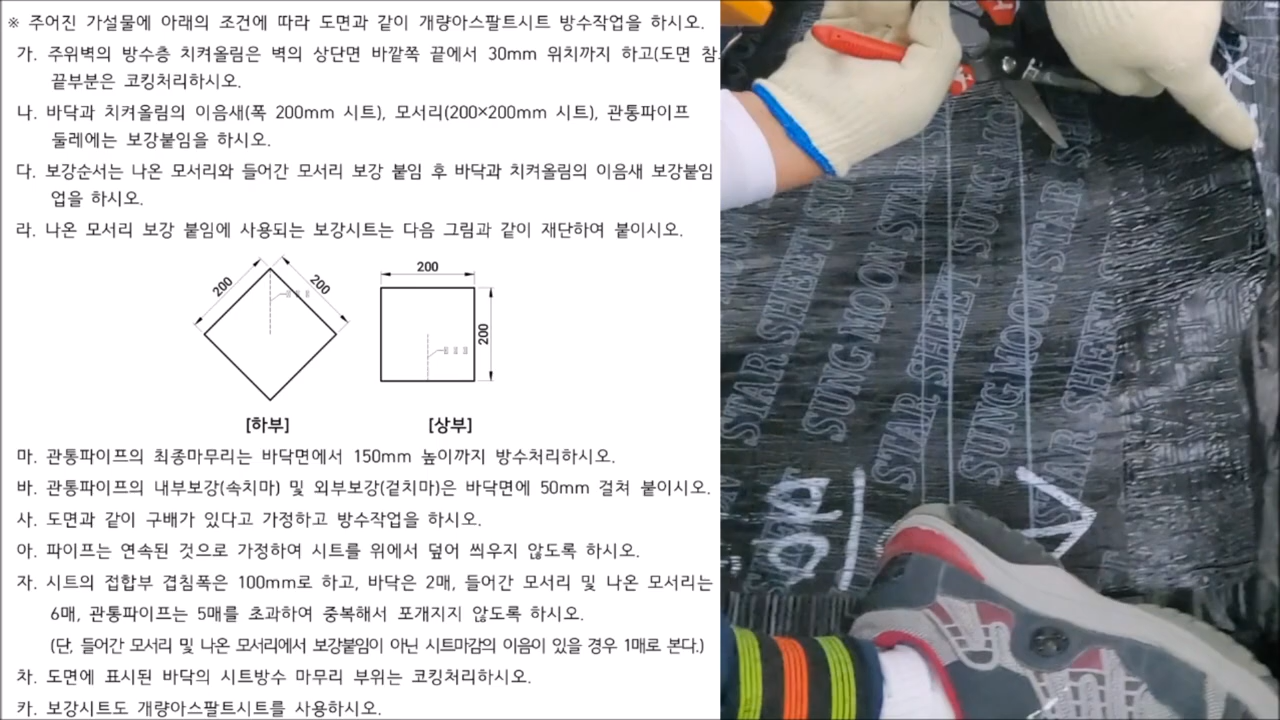 ※ 주어진 가설물에 아래의 조건에 따라 도면과 같이 개량아스팔트시트 방수작업을 하시오.
가. 주위벽의 방수층 치켜올림은 벽의 상단면 바깥쪽 끝에서 30mm 위치까지 하고(도면 참
끝부분은 코킹처리하시오.
나. 바닥과 치켜올림의 이음새(폭 200mm 시트), 모서리(200×200mm 시트), 관통파이프
둘레에는 보강붙임을 하시오.
다. 보강순서는 나온 모서리와 들어간 모서리 보강 붙임 후 바닥과 치켜올림의 이음새 보강붙임
업을 하시오.
라. 나온 모서리 보강 붙임에 사용되는 보강시트는 다음 그림과 같이 재단하여 붙이시오.
200 200 200 200
[하부] [상부]
마. 관통파이프의 최종마무리는 바닥면에서 150mm 높이까지 방수처리하시오.
바. 관통파이프의 내부보강(속치마) 및 외부보강(겉치마)은 바닥면에 50mm 걸쳐 붙이시오.
사. 도면과 같이 구배가 있다고 가정하고 방수작업을 하시오.
아. 파이프는 연속된 것으로 가정하여 시트를 위에서 덮어 씌우지 않도록 하시오.
자. 시트의 접합부 겹침폭은 100mm로 하고, 바닥은 2매, 들어간 모서리 및 나온 모서리는
6매, 관통파이프는 5매를 초과하여 중복해서 포개지지 않도록 하시오.
(단, 들어간 모서리 및 나온 모서리에서 보강붙임이 아닌 시트마감의 이음이 있을 경우 1매로 본다.)
차. 도면에 표시된 바닥의 시트방수 마무리 부위는 코킹처리하시오.
카. 보강시트도 개량아스팔트시트를 사용하시오.
STAR SHEET
SUNG MOON STAR
STAR SHEET
SUNG MOON STAR
STAR SHEET